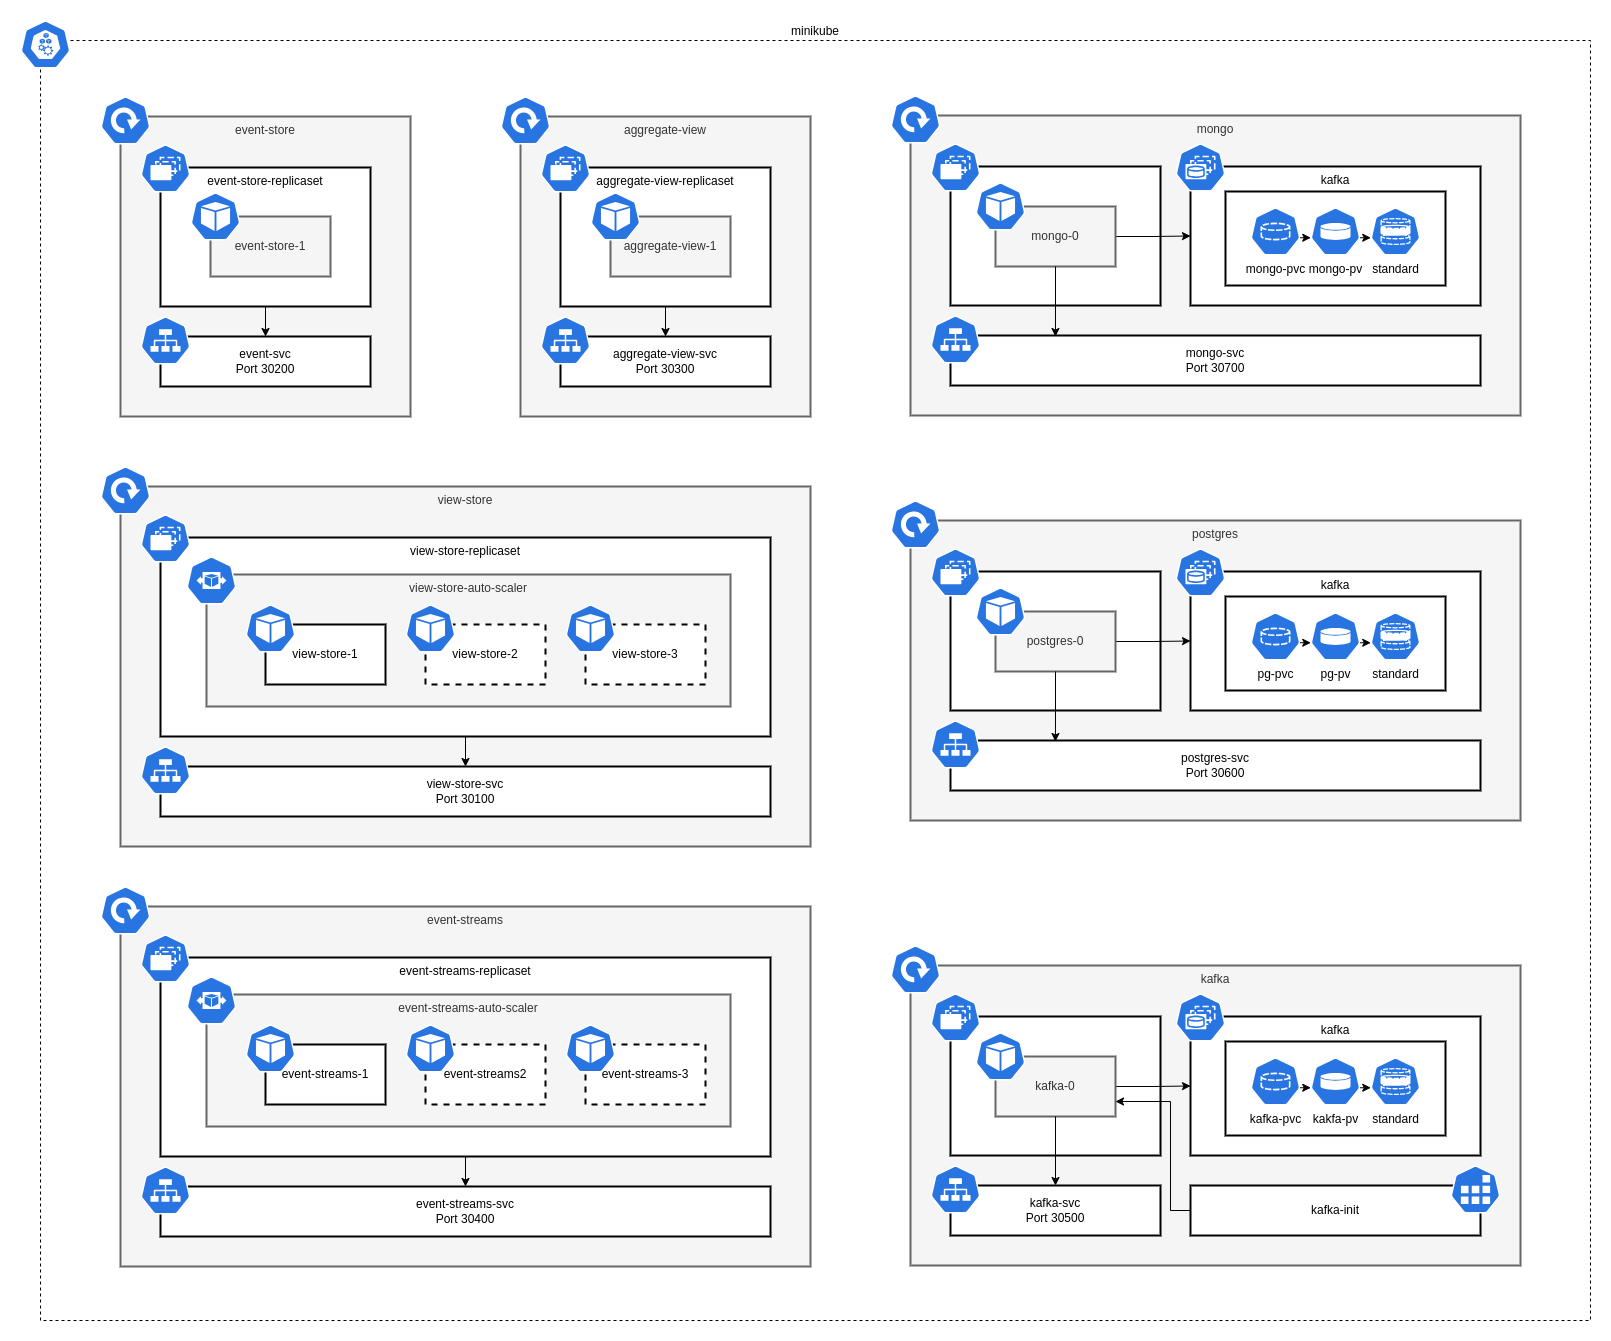 minikube
event-store
event-store-replicaset
event-store-1
event-svc
Port 30200
aggregate-view
aggregate-view-replicaset
aggregate-view-1
aggregate-view-svc
Port 30300
mongo
mongo-0
kafka
mongo-pvc
mongo-pv
standard
mongo-svc
Port 30700
view-store
view-store-replicaset
view-store-auto-scaler
view-store-1
view-store-2
view-store-3
view-store-svc
Port 30100
postgres
postgres-0
kafka
pg-pvc
pg-pv
standard
postgres-svc
Port 30600
event-streams
event-streams-replicaset
event-streams-auto-scaler
event-streams-1
event-streams2
event-streams-3
event-streams-svc
Port 30400
kafka
kafka-0
kafka
kafka-pvc
kakfa-pv
standard
kafka-svc
Port 30500
kafka-init